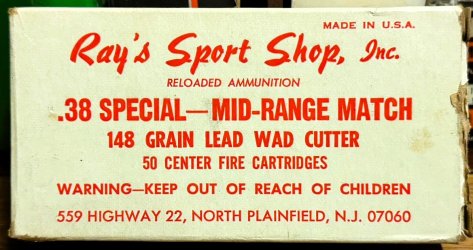 MADE IN U.S.A.
Ray's Sport Shop, Inc.
RELOADED AMMUNITION
.38 SPECIAL—MID-RANGE MATCH
148 GRAIN LEAD WAD CUTTER
50 CENTER FIRE CARTRIDGES
WARNING—KEEP OUT OF REACH OF CHILDREN
559 HIGHWAY 22, NORTH PLAINFIELD, N.J. 07060